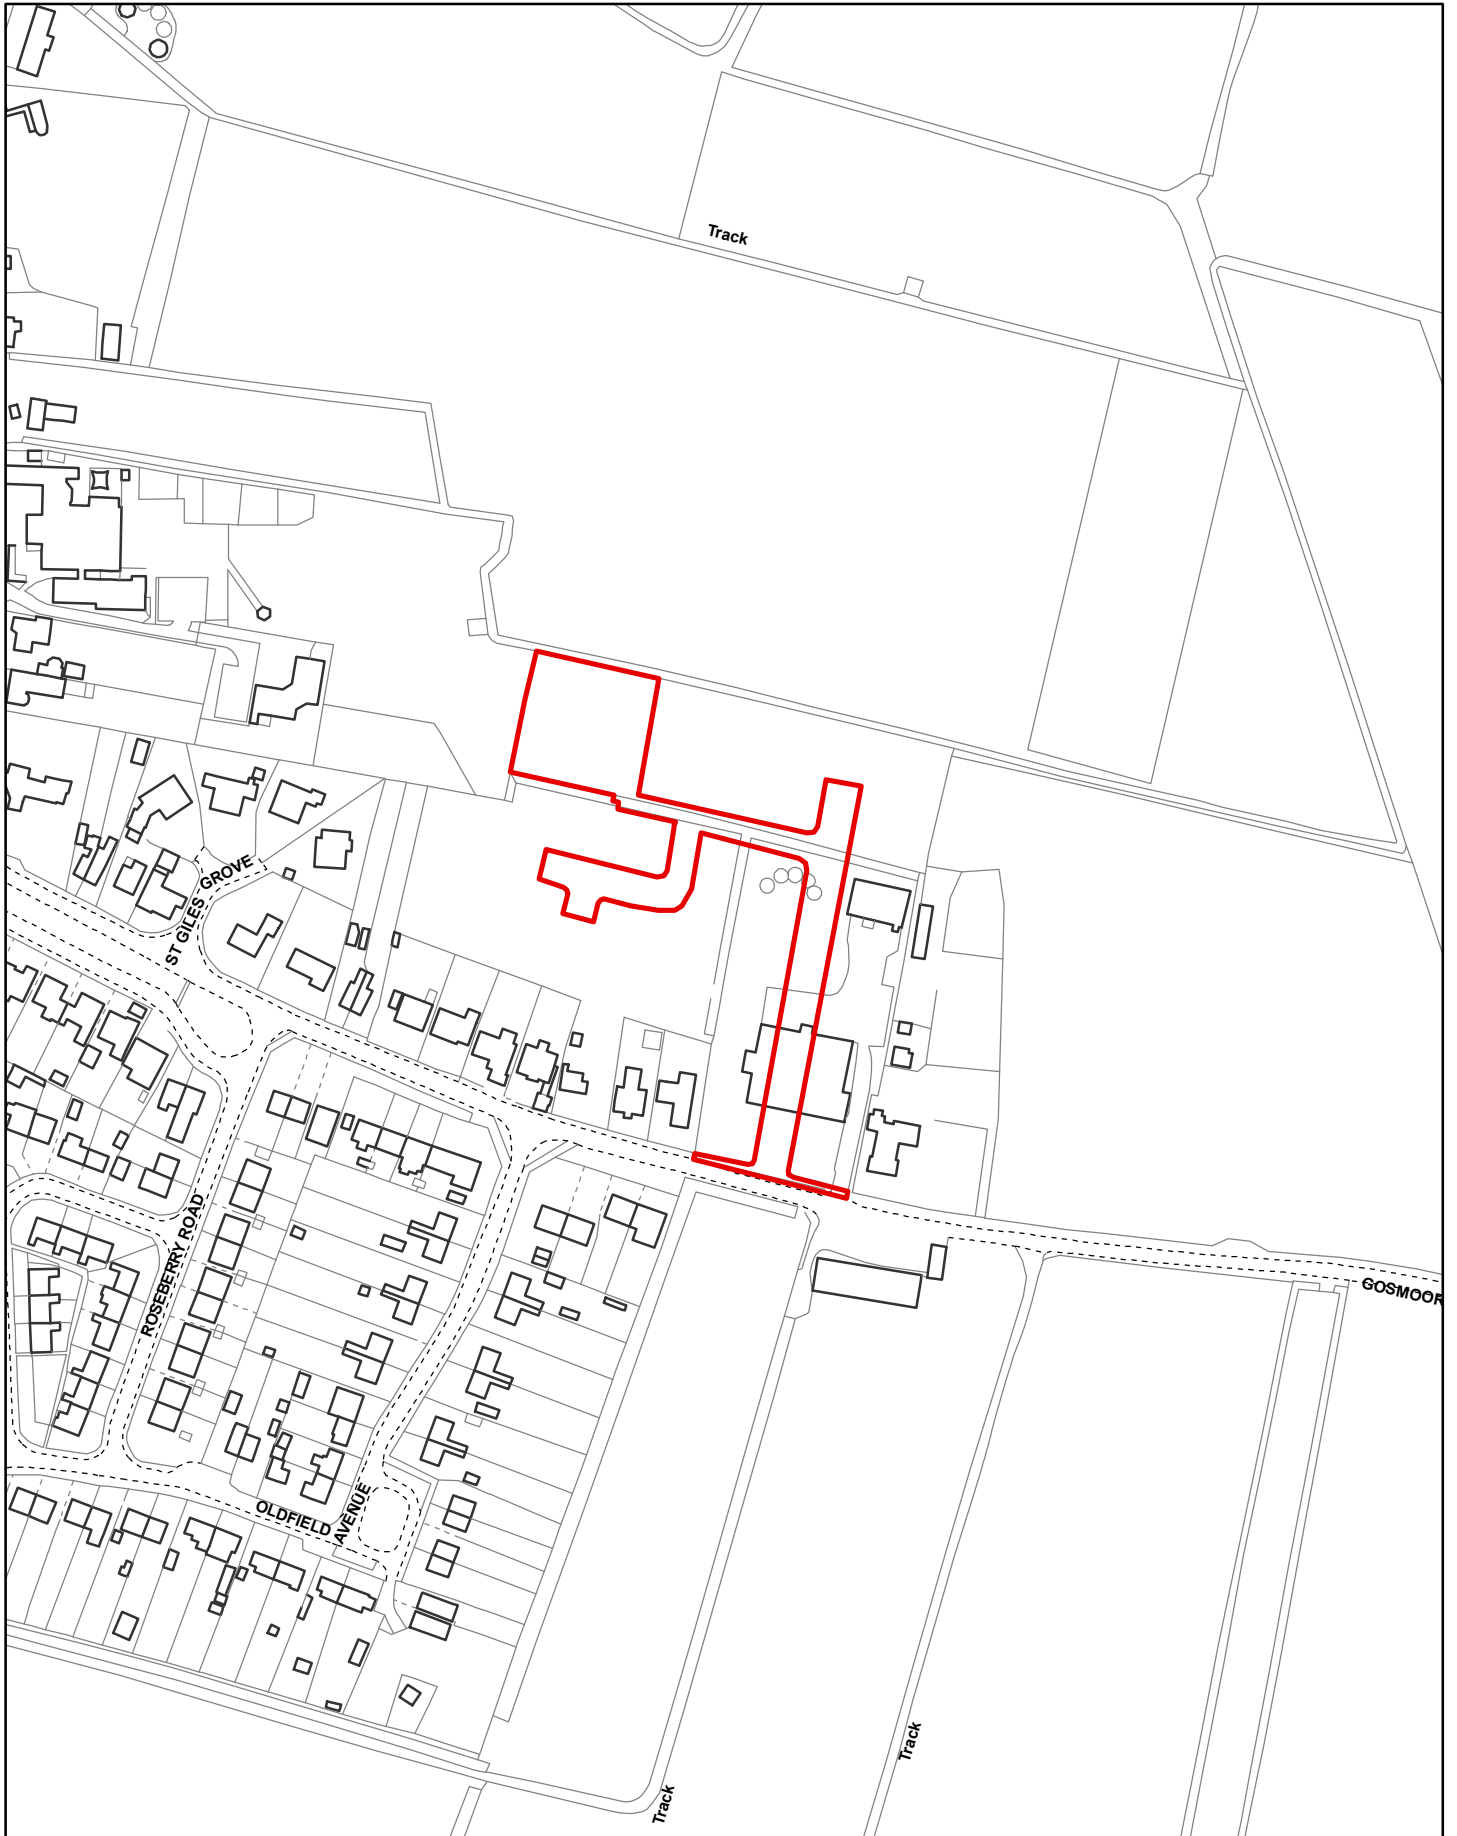 Track
ST GILES GROVE
ROSEBERRY ROAD
GOSMOOR
OLDFIELD
AVENUE
Track
Track